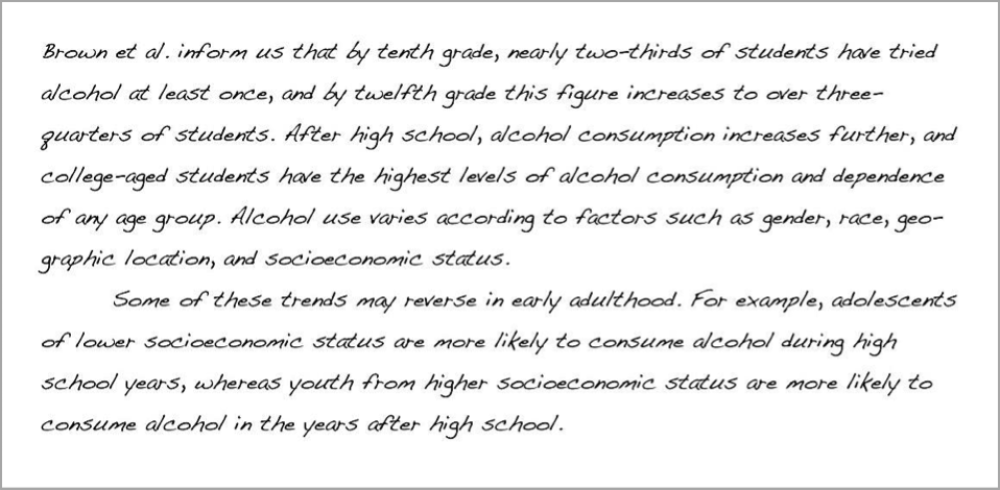 Brown et al. inform us that by tenth grade, nearly two-thirds of students have tried
alcohol at least once, and by twelfth grade this figure increases to over three-
quarters of students. After high school, alcohol consumption increases further, and
college-aged students have the highest levels of alcohol consumption and dependence
of any age group. Alcohol use varies according to factors such as gender, race, geo-
graphic location, and socioeconomic status.
Some of these trends may reverse in early adulthood. For example, adolescents
of lower socioeconomic status are more likely to consume alcohol during high
school years, whereas youth from higher socioeconomic status are more likely to
consume alcohol in the years after high school.